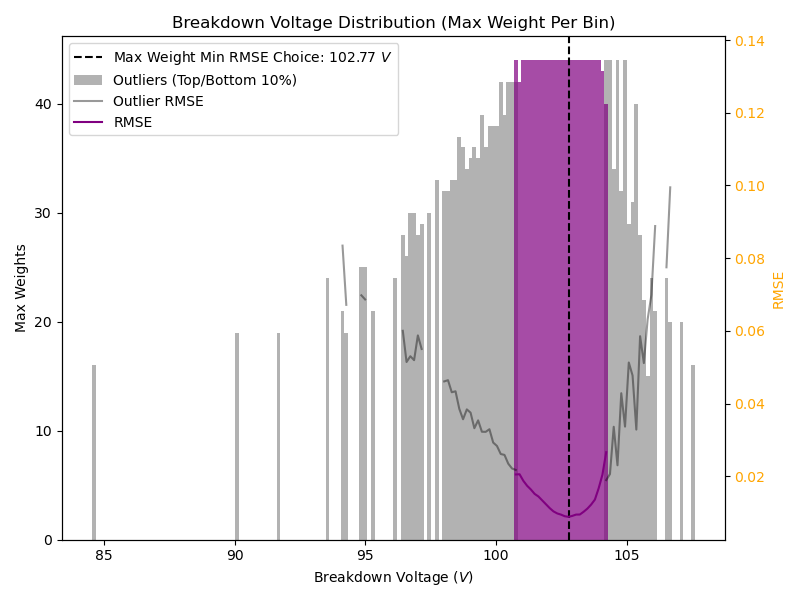 Breakdown Voltage Distribution (Max Weight Per Bin)
Max Weight Min RMSE Choice: 102.77 V
Outliers (Top/Bottom 10%)
Outlier RMSE
RMSE
Max Weights
40
30
20
10
0
0.14
0.12
0.10
0.08
0.06
0.04
0.02
RMSE
85 90 95 100 105
Breakdown Voltage (V)